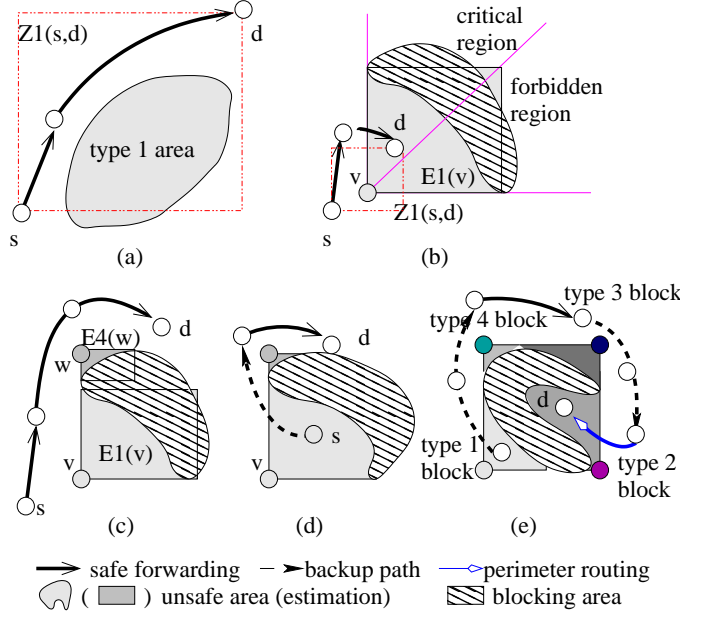 Z1(s,d)
d
type 1 area
s
(a)
critical
region
forbidden
region
d
v
E1(v)
s
Z1(s,d)
(b)
E4(w)
d
w
E1(v)
v
s
(c)
d
s
v
(d)
type 3 block
type 4 block
d
type 1
block
type 2
block
(e)
safe forwarding
backup path
perimeter routing
( ) unsafe area (estimation)
blocking area